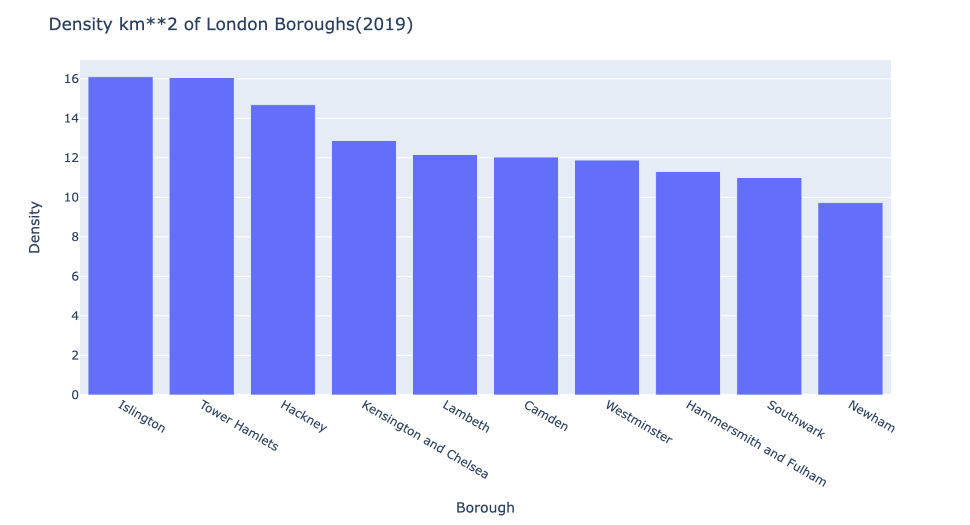 Density km**2 of London Boroughs(2019)
16
14
12
10
8
6
4
2
0
Density
Islington
Tower Hamlets
Hackney
Kensington and Chelsea
Lambeth
Camden
Westminster
Hammersmith and Fulham
Southwark
Newham
Borough